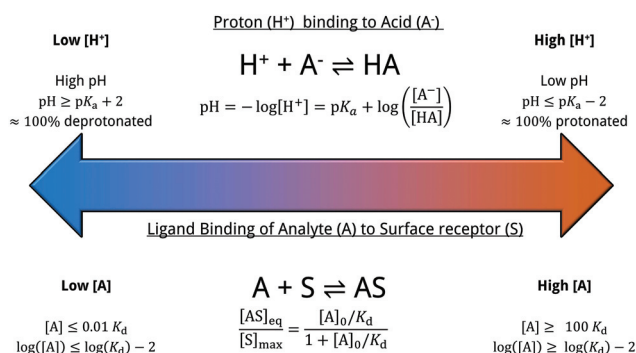 Proton (H⁺) binding to Acid (A⁻)
Low [H⁺]
High [H⁺]
H⁺ + A⁻ ⇌ HA
High pH
pH ≥ pKₐ + 2
≈ 100% deprotonated
pH = −log[H⁺] = pKₐ + log([A⁻]/[HA])
Low pH
pH ≤ pKₐ − 2
≈ 100% protonated
Ligand Binding of Analyte (A) to Surface receptor (S)
Low [A]
A + S ⇌ AS
High [A]
[A] ≤ 0.01 K_d
log([A]) ≤ log(K_d) − 2
[AS]_eq/[S]_max = [A]₀/K_d / 1 + [A]₀/K_d
[A] ≥ 100 K_d
log([A]) ≥ log(K_d) − 2